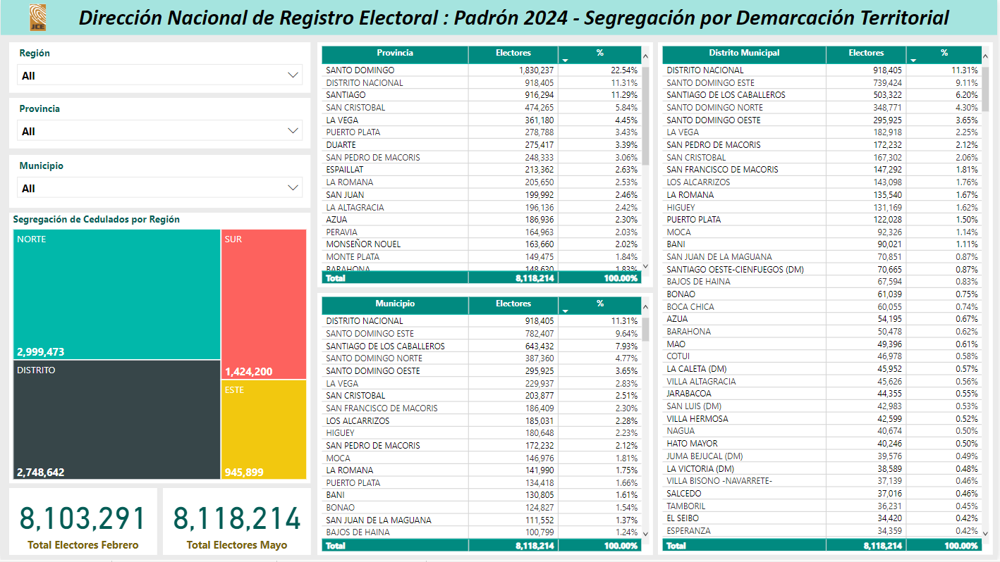 JCE
Dirección Nacional de Registro Electoral : Padrón 2024 - Segregación por Demarcación Territorial
Región
All
Provincia
All
Municipio
All
Segregación de Cedulados por Región
NORTE
2,999,473
SUR
1,424,200
DISTRITO
2,748,642
ESTE
945,899
8,103,291
Total Electores Febrero
8,118,214
Total Electores Mayo
Provincia Electores %
SANTO DOMINGO 1,830,237 22.54%
DISTRITO NACIONAL 918,405 11.31%
SANTIAGO 916,294 11.29%
SAN CRISTOBAL 474,265 5.84%
LA VEGA 361,180 4.45%
PUERTO PLATA 278,788 3.43%
DUARTE 275,417 3.39%
SAN PEDRO DE MACORIS 248,333 3.06%
ESPAILLAT 213,362 2.63%
LA ROMANA 205,650 2.53%
SAN JUAN 199,992 2.46%
LA ALTAGRACIA 196,136 2.42%
AZUA 186,936 2.30%
PERAVIA 164,963 2.03%
MONSEÑOR NOUEL 163,660 2.02%
MONTE PLATA 149,475 1.84%
BARAHONA 148,630 1.83%
Total 8,118,214 100.00%
Municipio Electores %
DISTRITO NACIONAL 918,405 11.31%
SANTO DOMINGO ESTE 782,407 9.64%
SANTIAGO DE LOS CABALLEROS 643,432 7.93%
SANTO DOMINGO NORTE 387,360 4.77%
SANTO DOMINGO OESTE 295,925 3.65%
LA VEGA 229,937 2.83%
SAN CRISTOBAL 203,877 2.51%
SAN FRANCISCO DE MACORIS 186,409 2.30%
LOS ALCARRIZOS 185,031 2.28%
HIGUEY 180,648 2.23%
SAN PEDRO DE MACORIS 172,232 2.12%
MOCA 146,976 1.81%
LA ROMANA 141,990 1.75%
PUERTO PLATA 134,418 1.66%
BANI 130,805 1.61%
BONAO 124,827 1.54%
SAN JUAN DE LA MAGUANA 111,552 1.37%
BAJOS DE HAINA 100,799 1.24%
Total 8,118,214 100.00%
Distrito Municipal Electores %
DISTRITO NACIONAL 918,405 11.31%
SANTO DOMINGO ESTE 739,424 9.11%
SANTIAGO DE LOS CABALLEROS 503,322 6.20%
SANTO DOMINGO NORTE 348,771 4.30%
SANTO DOMINGO OESTE 295,925 3.65%
LA VEGA 182,918 2.25%
SAN PEDRO DE MACORIS 172,232 2.12%
SAN CRISTOBAL 167,302 2.06%
SAN FRANCISCO DE MACORIS 147,292 1.81%
LOS ALCARRIZOS 143,098 1.76%
LA ROMANA 135,540 1.67%
HIGUEY 131,169 1.62%
PUERTO PLATA 122,028 1.50%
MOCA 92,326 1.14%
BANI 90,021 1.11%
SAN JUAN DE LA MAGUANA 70,851 0.87%
SANTIAGO OESTE-CIENFUEGOS (DM) 70,665 0.87%
BAJOS DE HAINA 67,594 0.83%
BONAO 61,039 0.75%
BOCA CHICA 60,055 0.74%
AZUA 54,195 0.67%
BARAHONA 50,478 0.62%
MAO 49,396 0.61%
COTUI 46,978 0.58%
LA CALETA (DM) 45,952 0.57%
VILLA ALTAGRACIA 45,626 0.56%
JARABACOA 44,355 0.55%
SAN LUIS (DM) 42,983 0.53%
VILLA HERMOSA 42,599 0.52%
NAGUA 40,674 0.50%
HATO MAYOR 40,246 0.50%
JUMA BEJUCAL (DM) 39,576 0.49%
LA VICTORIA (DM) 38,589 0.48%
VILLA BISONO -NAVARRETE- 37,139 0.46%
SALCEDO 37,016 0.46%
TAMBORIL 36,231 0.45%
EL SEIBO 34,420 0.42%
ESPERANZA 34,359 0.42%
Total 8,118,214 100.00%